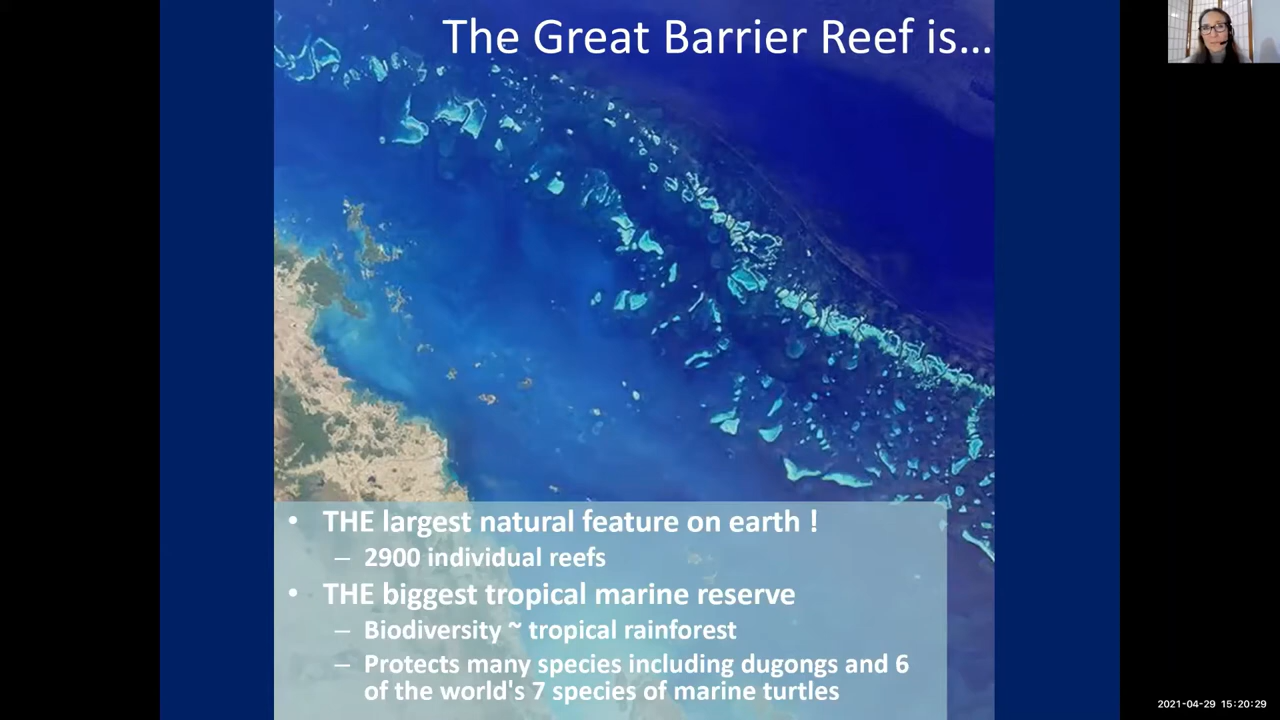 The Great Barrier Reef is...
• THE largest natural feature on earth !
– 2900 individual reefs
• THE biggest tropical marine reserve
– Biodiversity ~ tropical rainforest
– Protects many species including dugongs and 6
of the world's 7 species of marine turtles
2021-04-29 15:20:29